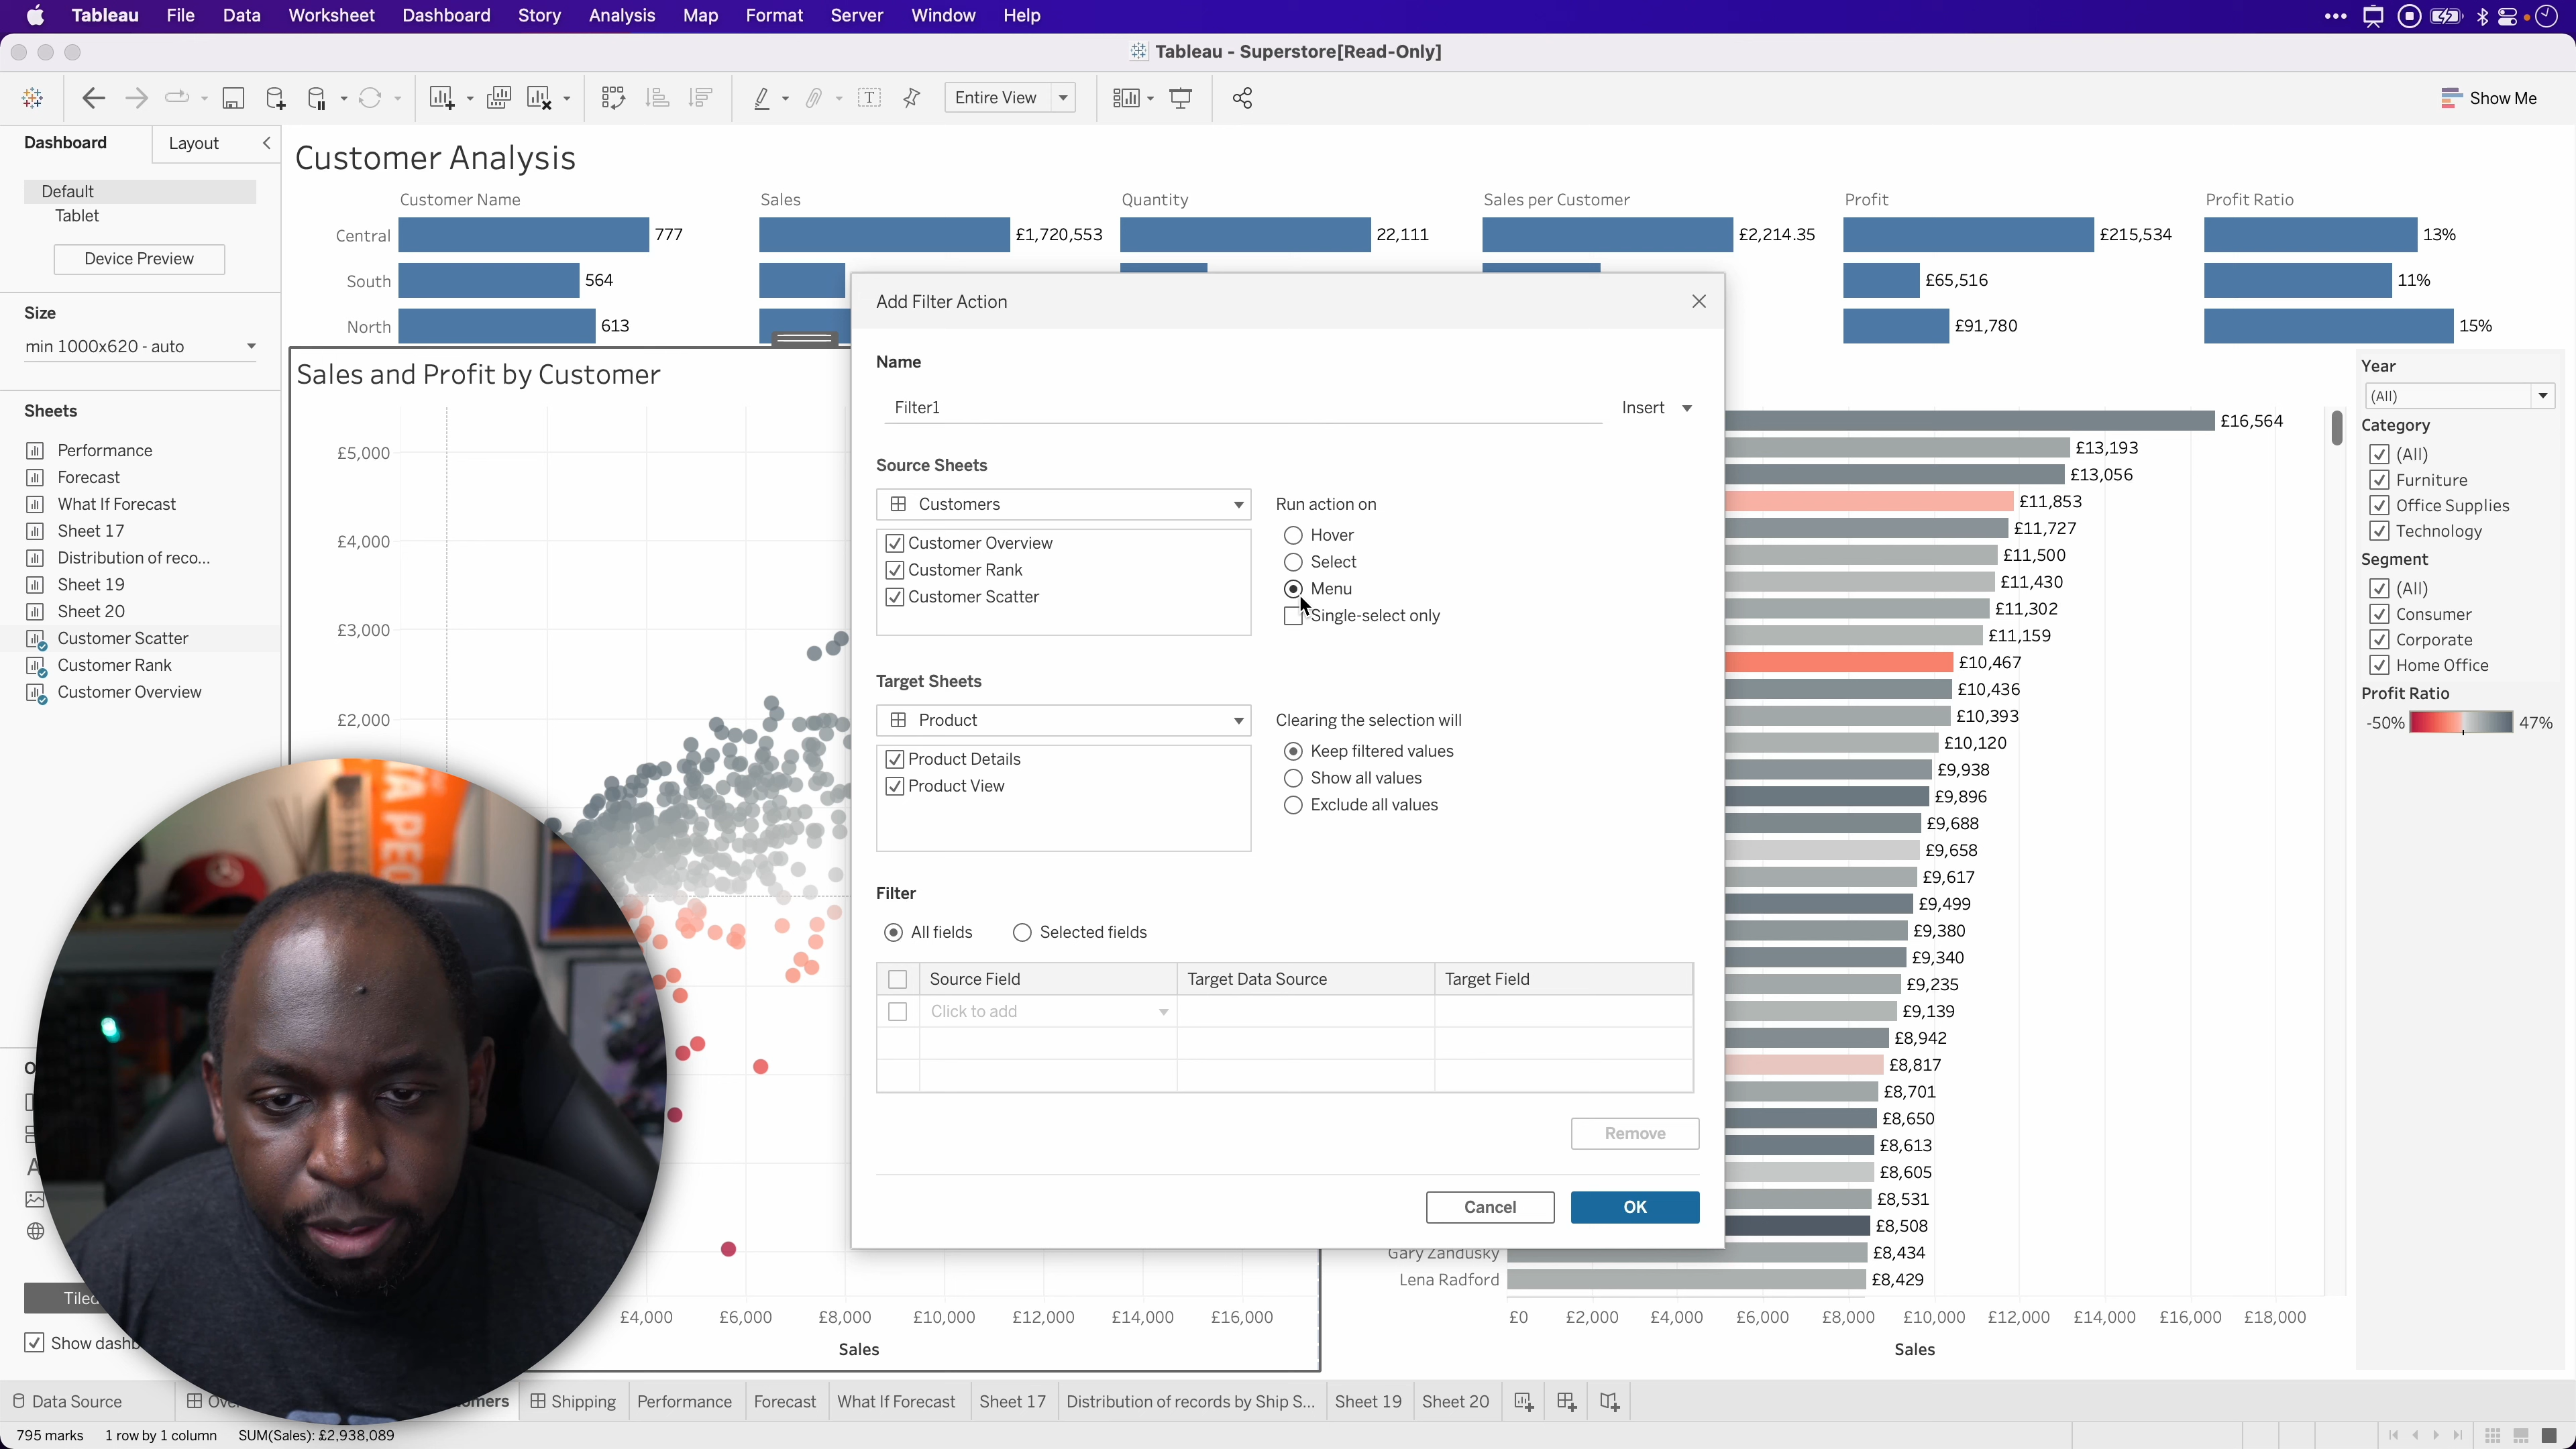 Tableau File Data Worksheet Dashboard Story Analysis Map Format Server Window Help
Tableau - Superstore[Read-Only]
Entire View
Show Me
Dashboard Layout
Default
Tablet
Device Preview
Size
min 1000x620 - auto
Sheets
Performance
Forecast
What If Forecast
Sheet 17
Distribution of reco...
Sheet 19
Sheet 20
Customer Scatter
Customer Rank
Customer Overview
Tiled
Show dashb
Customer Analysis
Customer Name Sales Quantity Sales per Customer Profit Profit Ratio
Central 777 £1,720,553 22,111 £2,214.35 £215,534 13%
South 564 £65,516 11%
North 613 £91,780 15%
Sales and Profit by Customer
£5,000
£4,000
£3,000
£2,000
£4,000 £6,000 £8,000 £10,000 £12,000 £14,000 £16,000
Sales
Add Filter Action
Name
Filter1 Insert
Source Sheets
Customers
Customer Overview
Customer Rank
Customer Scatter
Run action on
Hover
Select
Menu
Single-select only
Target Sheets
Product
Product Details
Product View
Clearing the selection will
Keep filtered values
Show all values
Exclude all values
Filter
All fields Selected fields
Source Field Target Data Source Target Field
Click to add
Remove
Cancel OK
£16,564
£13,193
£13,056
£11,853
£11,727
£11,500
£11,430
£11,302
£11,159
£10,467
£10,436
£10,393
£10,120
£9,938
£9,896
£9,688
£9,658
£9,617
£9,499
£9,380
£9,340
£9,235
£9,139
£8,942
£8,817
£8,701
£8,650
£8,613
£8,605
£8,531
£8,508
Gary Zandusky £8,434
Lena Radford £8,429
£0 £2,000 £4,000 £6,000 £8,000 £10,000 £12,000 £14,000 £16,000 £18,000
Sales
Year
(All)
Category
(All)
Furniture
Office Supplies
Technology
Segment
(All)
Consumer
Corporate
Home Office
Profit Ratio
-50% 47%
Data Source Ove omers Shipping Performance Forecast What If Forecast Sheet 17 Distribution of records by Ship S... Sheet 19 Sheet 20
795 marks 1 row by 1 column SUM(Sales): £2,938,089